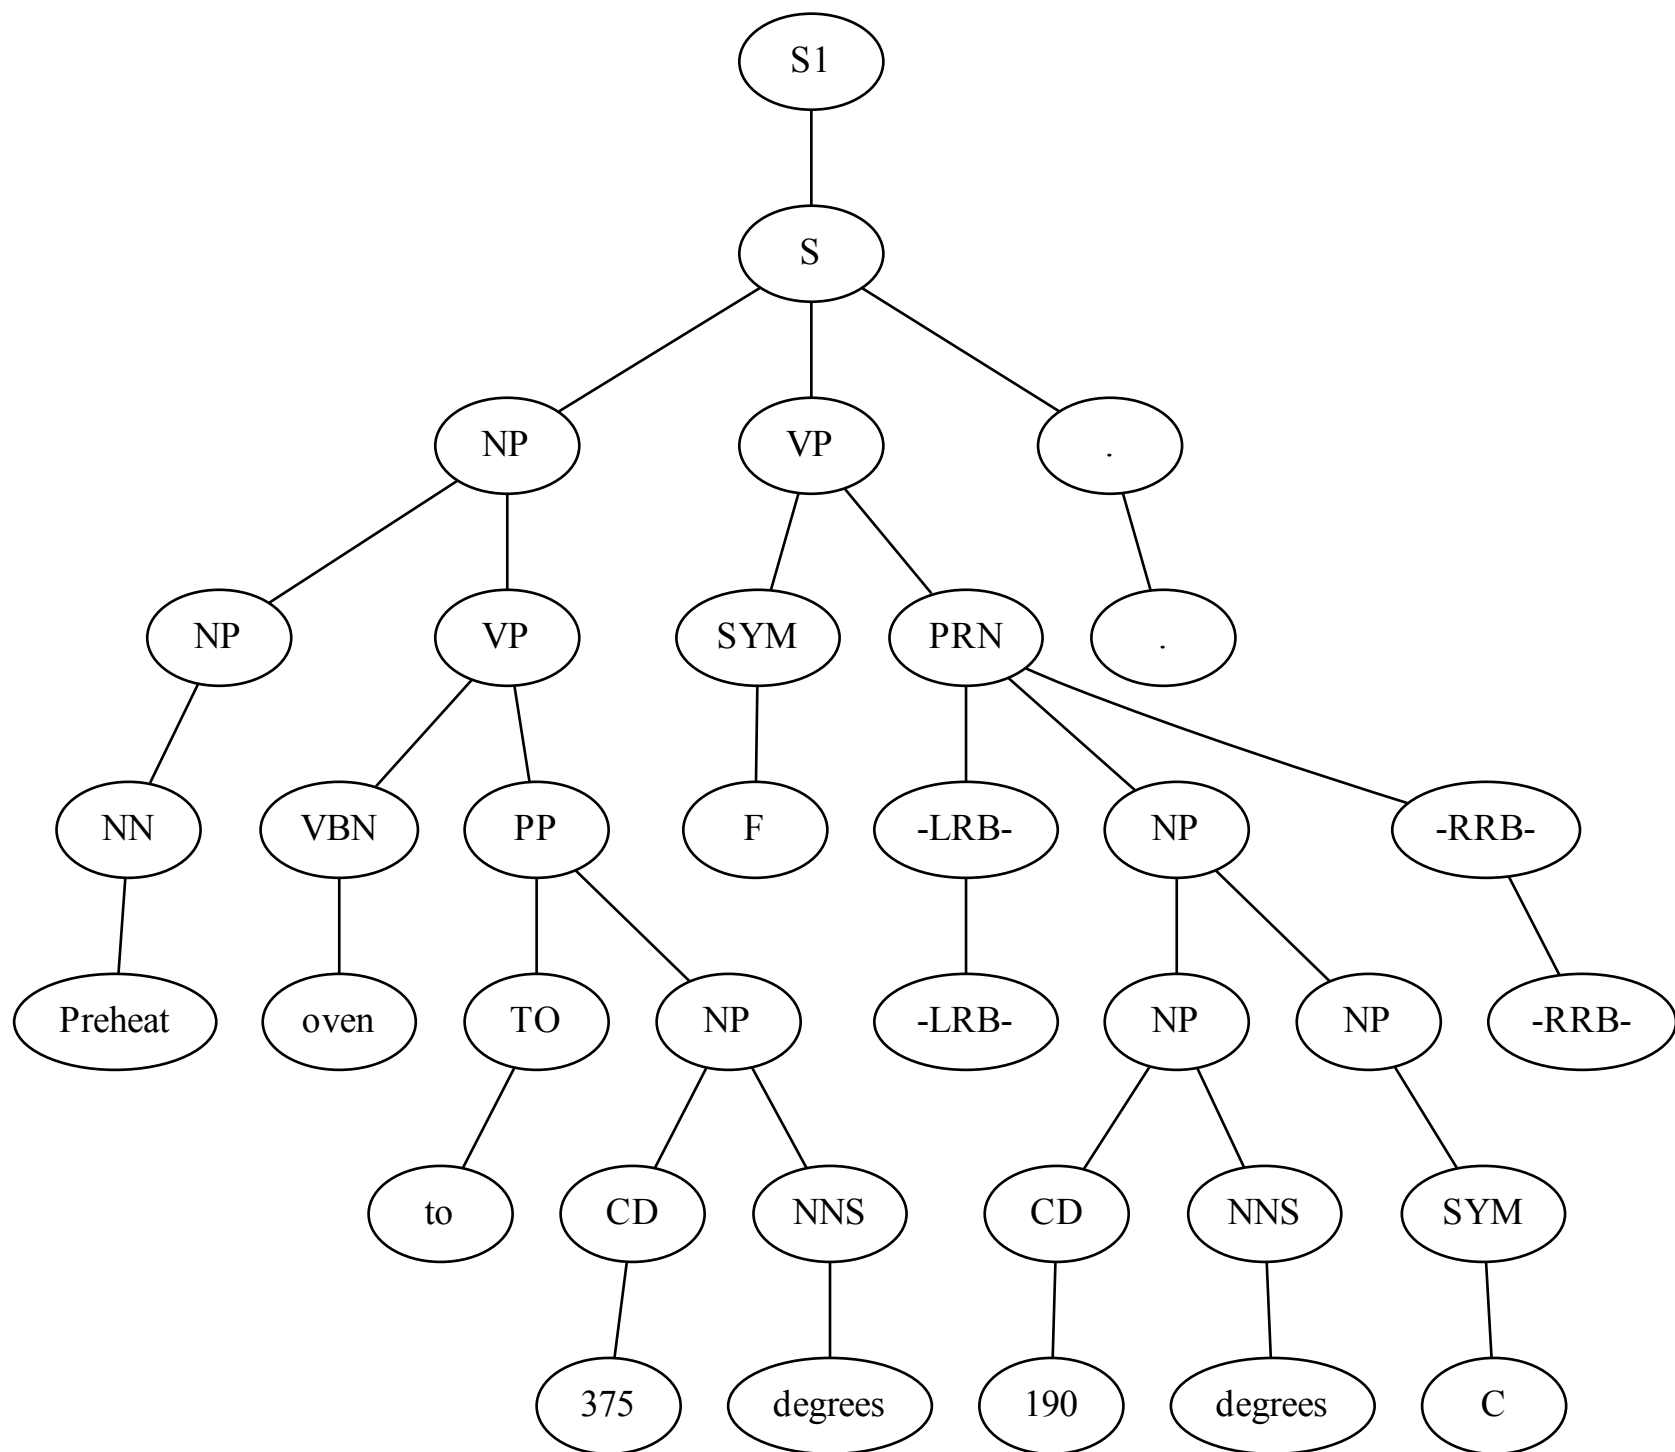 S1
S
NP VP .
NP VP SYM PRN .
NN VBN PP F -LRB- NP -RRB-
Preheat oven TO NP -LRB- NP NP -RRB-
to CD NNS CD NNS SYM
375 degrees 190 degrees C